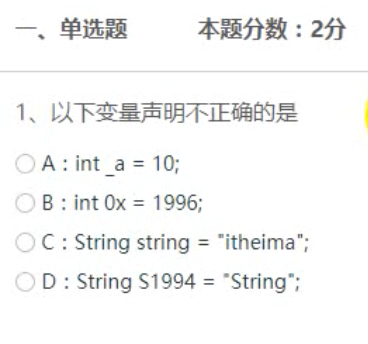 一、单选题 本题分数：2分
1、以下变量声明不正确的是
A : int _a = 10;
B : int 0x = 1996;
C : String string = "itheima";
D : String S1994 = "String";